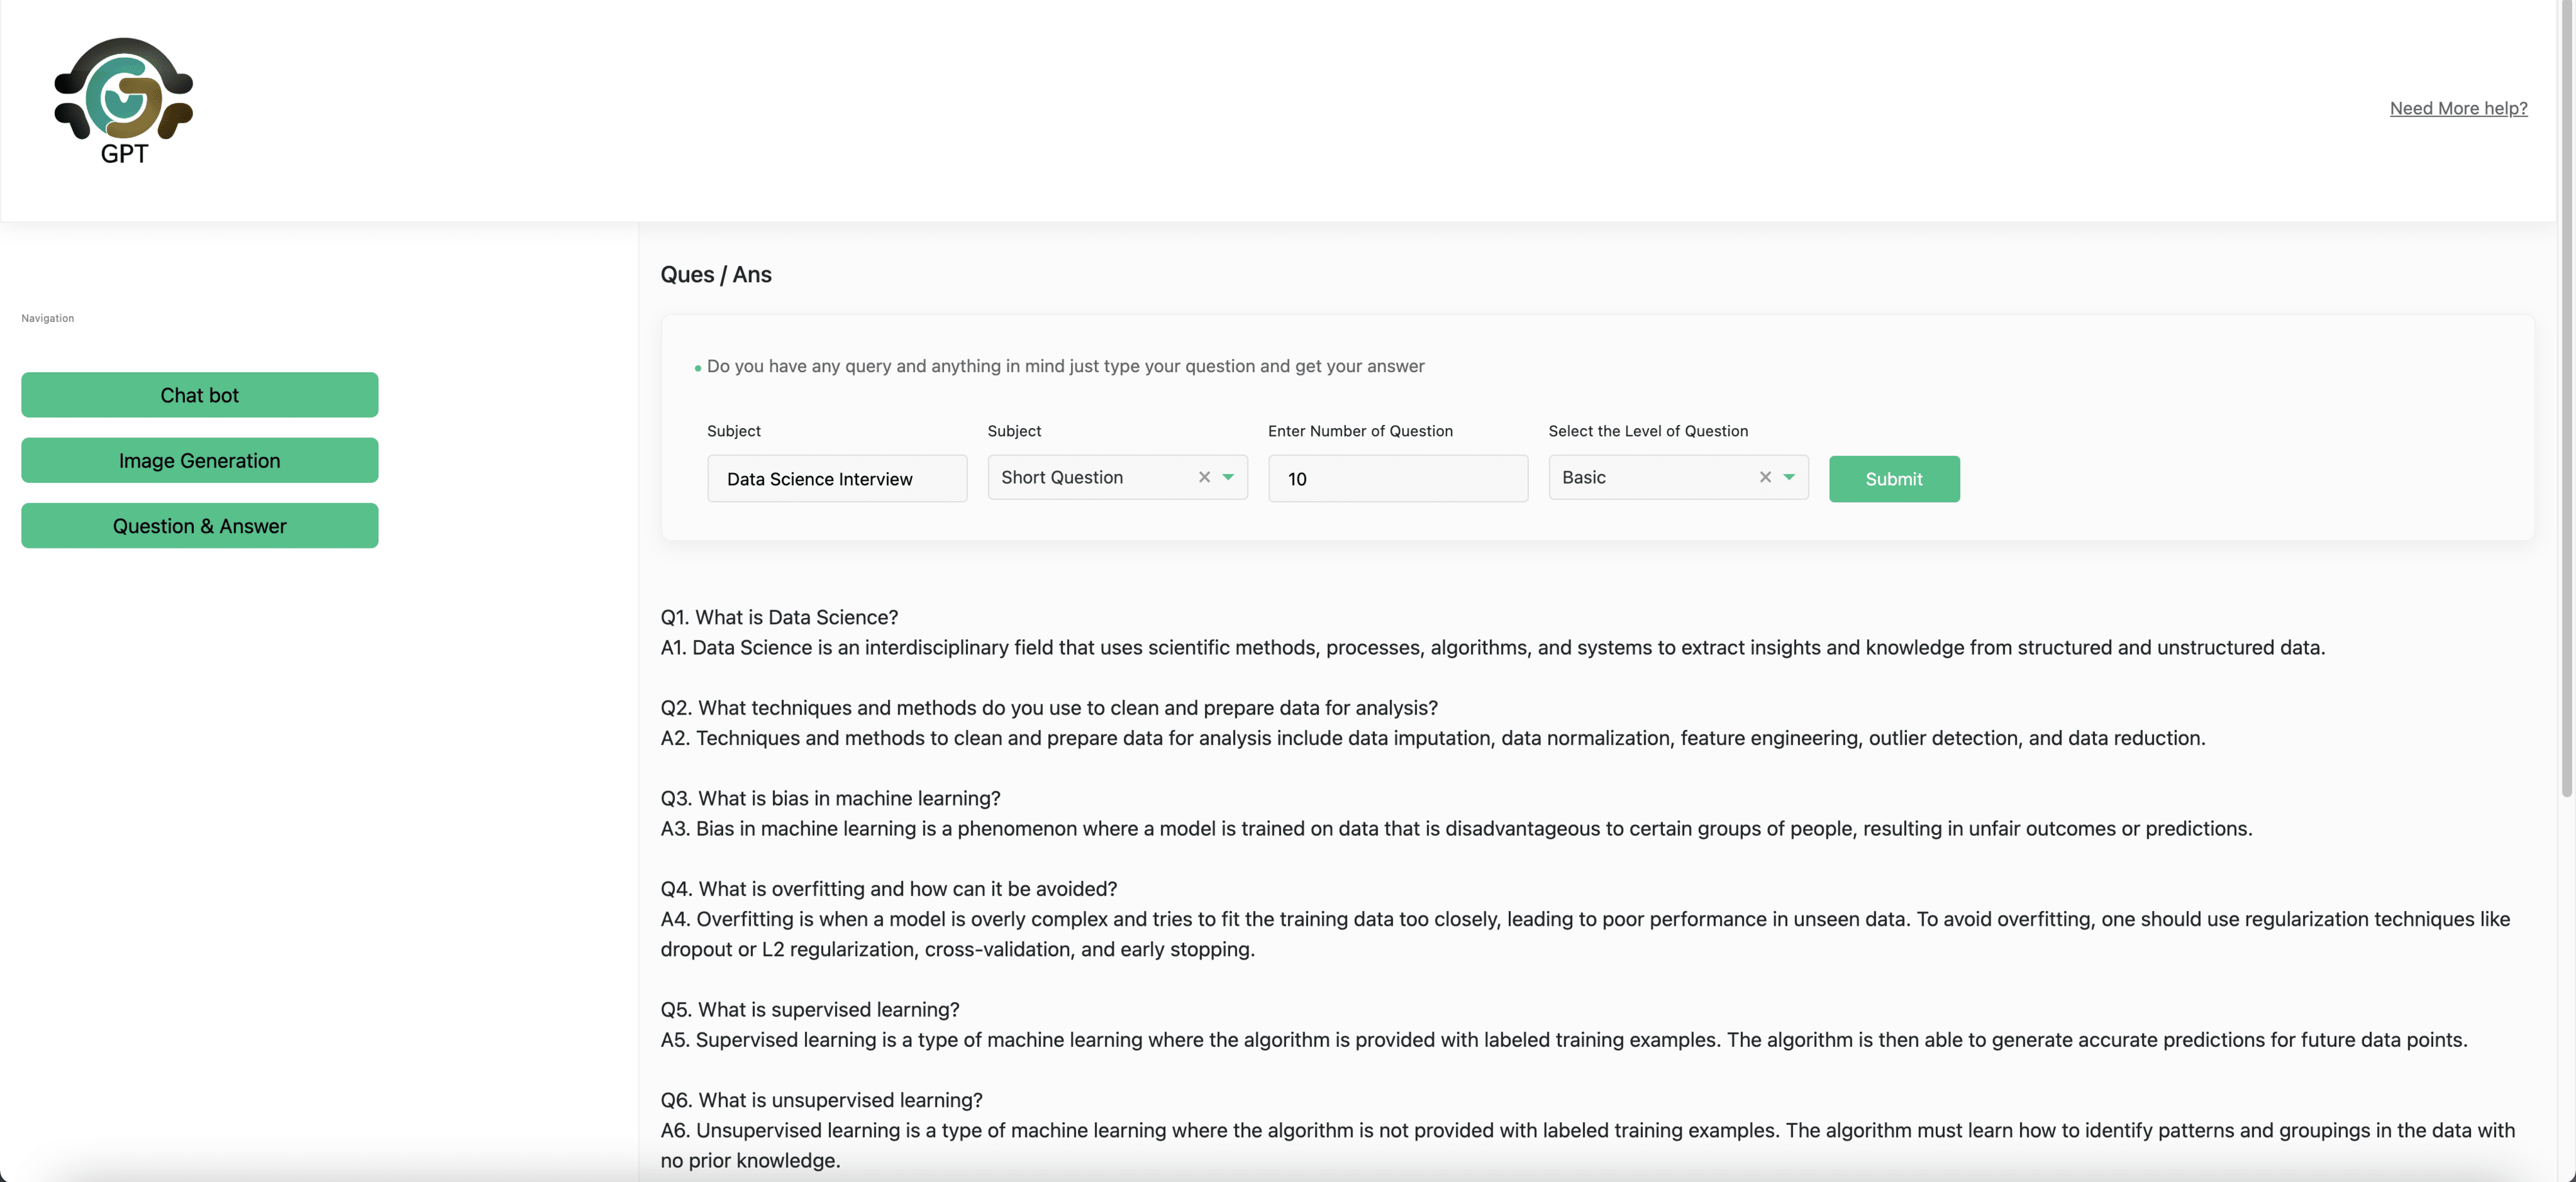 GPT
Need More help?
Navigation
Chat bot
Image Generation
Question & Answer
Ques / Ans
Do you have any query and anything in mind just type your question and get your answer
Subject
Subject
Enter Number of Question
Select the Level of Question
Data Science Interview
Short Question
10
Basic
Submit
Q1. What is Data Science?
A1. Data Science is an interdisciplinary field that uses scientific methods, processes, algorithms, and systems to extract insights and knowledge from structured and unstructured data.
Q2. What techniques and methods do you use to clean and prepare data for analysis?
A2. Techniques and methods to clean and prepare data for analysis include data imputation, data normalization, feature engineering, outlier detection, and data reduction.
Q3. What is bias in machine learning?
A3. Bias in machine learning is a phenomenon where a model is trained on data that is disadvantageous to certain groups of people, resulting in unfair outcomes or predictions.
Q4. What is overfitting and how can it be avoided?
A4. Overfitting is when a model is overly complex and tries to fit the training data too closely, leading to poor performance in unseen data. To avoid overfitting, one should use regularization techniques like
dropout or L2 regularization, cross-validation, and early stopping.
Q5. What is supervised learning?
A5. Supervised learning is a type of machine learning where the algorithm is provided with labeled training examples. The algorithm is then able to generate accurate predictions for future data points.
Q6. What is unsupervised learning?
A6. Unsupervised learning is a type of machine learning where the algorithm is not provided with labeled training examples. The algorithm must learn how to identify patterns and groupings in the data with
no prior knowledge.